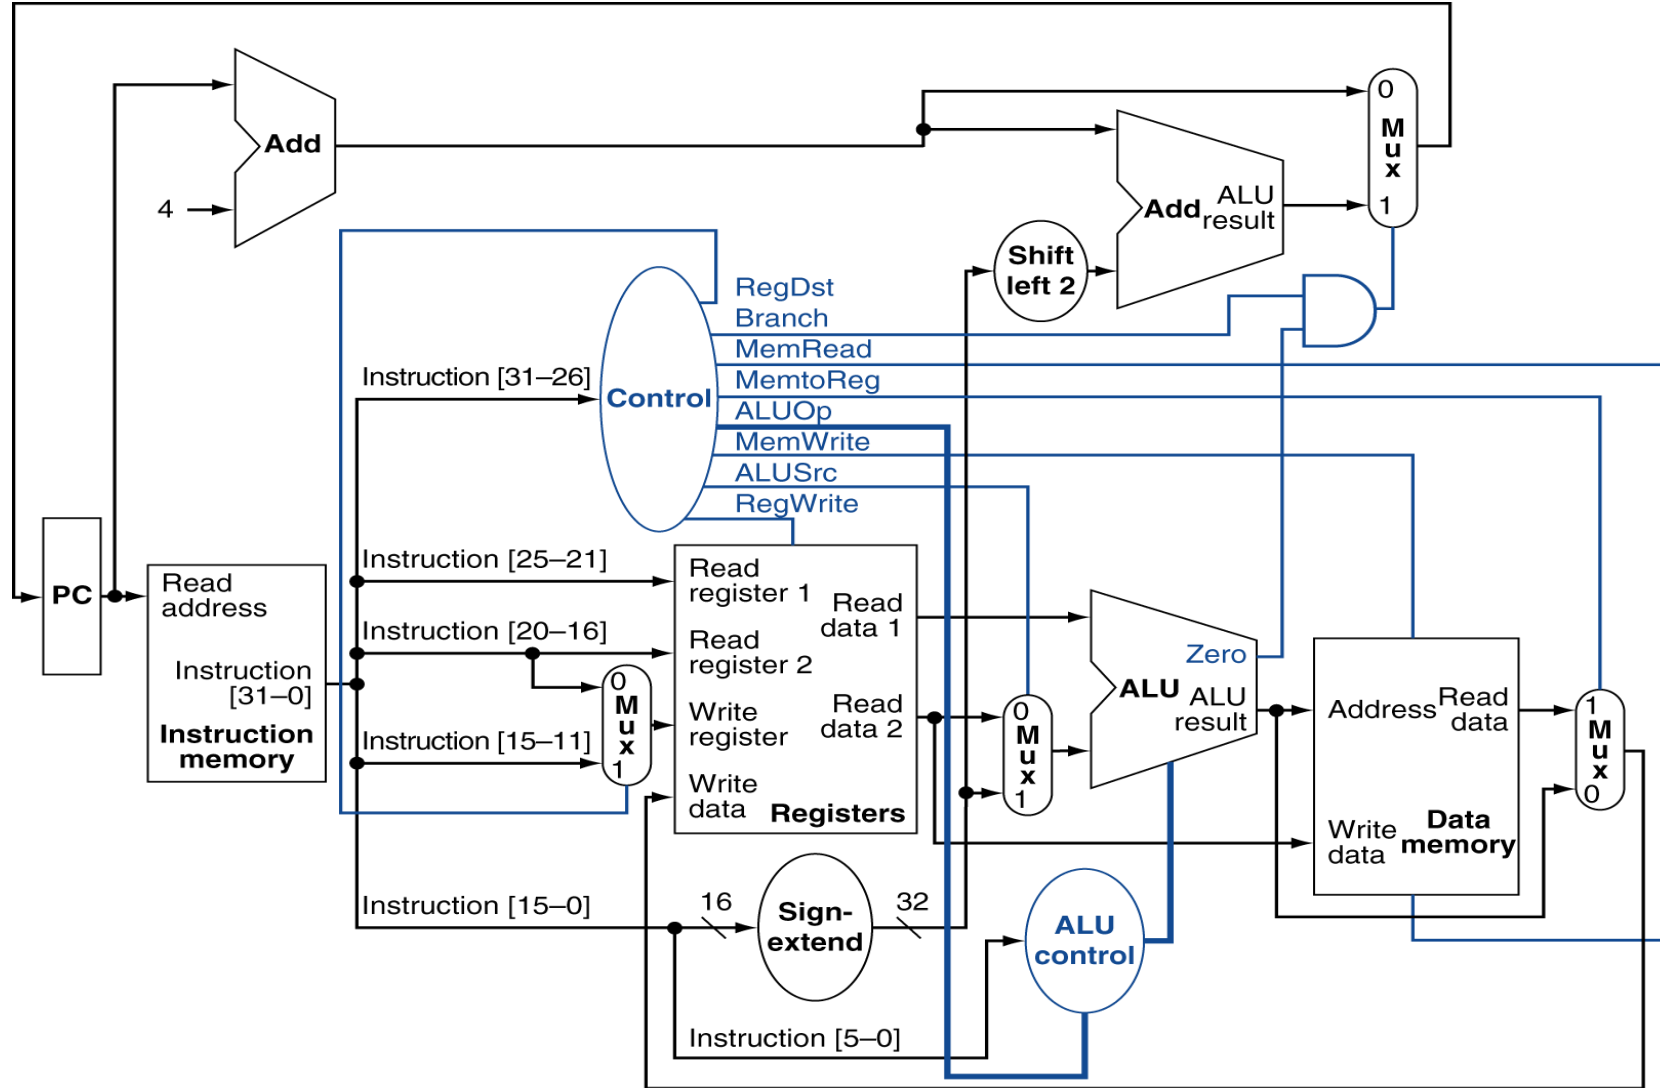 Add
4
0
Mux
1
Add
ALU
result
Shift
left 2
RegDst
Branch
MemRead
MemtoReg
ALUOp
MemWrite
ALUSrc
RegWrite
Control
Instruction [31–26]
Instruction [25–21]
Instruction [20–16]
Instruction [15–11]
Instruction [15–0]
Instruction [5–0]
PC
Read
address
Instruction
[31–0]
Instruction
memory
0
Mux
1
Read
register 1
Read
register 2
Write
register
Write
data
Read
data 1
Read
data 2
Registers
16
Sign-
extend
32
0
Mux
1
Zero
ALU
ALU
result
ALU
control
Address
Read
data
Write
data
Data
memory
1
Mux
0